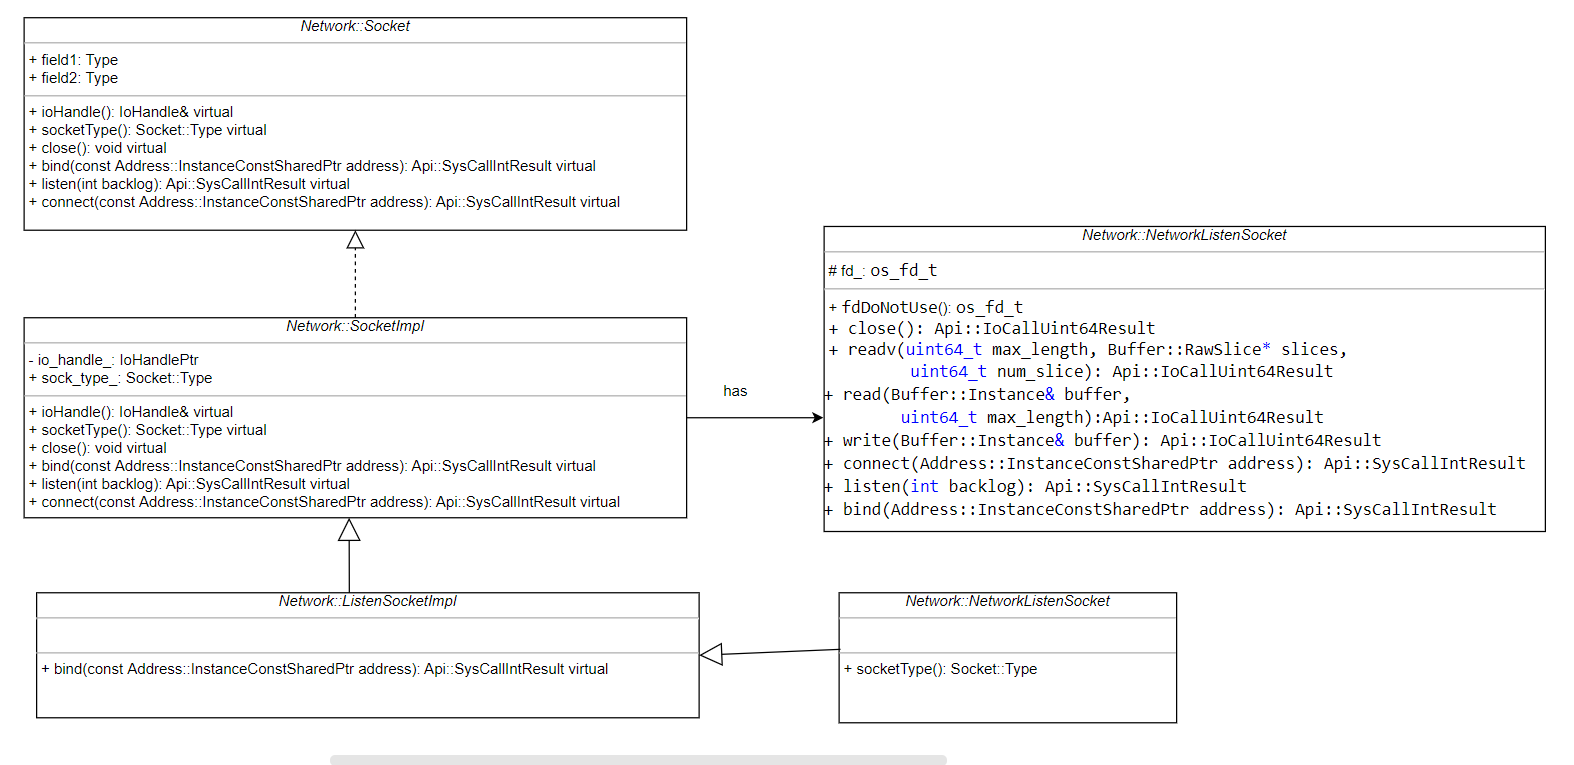 Network::Socket
+ field1: Type
+ field2: Type
+ ioHandle(): IoHandle& virtual
+ socketType(): Socket::Type virtual
+ close(): void virtual
+ bind(const Address::InstanceConstSharedPtr address): Api::SysCallIntResult virtual
+ listen(int backlog): Api::SysCallIntResult virtual
+ connect(const Address::InstanceConstSharedPtr address): Api::SysCallIntResult virtual
Network::SocketImpl
- io_handle_: IoHandlePtr
+ sock_type_: Socket::Type
+ ioHandle(): IoHandle& virtual
+ socketType(): Socket::Type virtual
+ close(): void virtual
+ bind(const Address::InstanceConstSharedPtr address): Api::SysCallIntResult virtual
+ listen(int backlog): Api::SysCallIntResult virtual
+ connect(const Address::InstanceConstSharedPtr address): Api::SysCallIntResult virtual
has
Network::NetworkListenSocket
# fd_: os_fd_t
+ fdDoNotUse(): os_fd_t
+ close(): Api::IoCallUint64Result
+ readv(uint64_t max_length, Buffer::RawSlice* slices,
uint64_t num_slice): Api::IoCallUint64Result
+ read(Buffer::Instance& buffer,
uint64_t max_length):Api::IoCallUint64Result
+ write(Buffer::Instance& buffer): Api::IoCallUint64Result
+ connect(Address::InstanceConstSharedPtr address): Api::SysCallIntResult
+ listen(int backlog): Api::SysCallIntResult
+ bind(Address::InstanceConstSharedPtr address): Api::SysCallIntResult
Network::ListenSocketImpl
+ bind(const Address::InstanceConstSharedPtr address): Api::SysCallIntResult virtual
Network::NetworkListenSocket
+ socketType(): Socket::Type